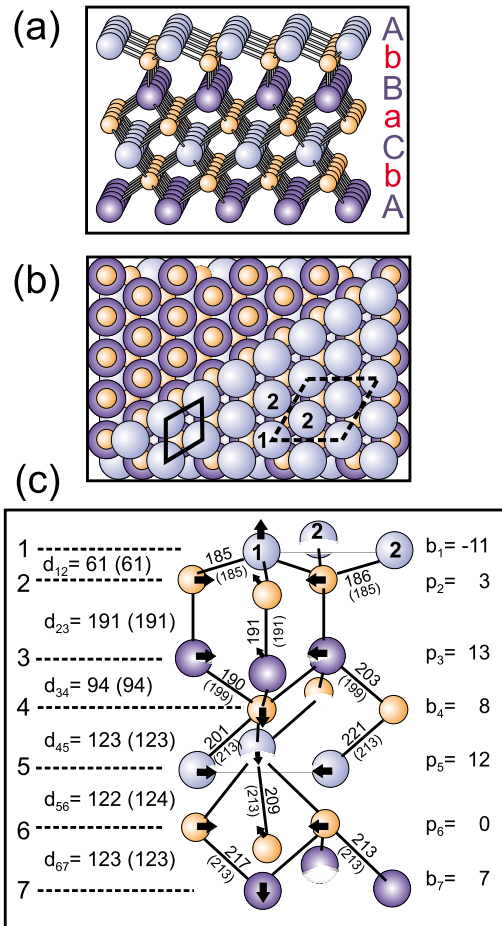 (a)
A
b
B
a
C
b
A
(b)
2
2
1
(c)
1
1
2
2
b₁= -11
185
(185)
186
(185)
d₁₂= 61 (61)
2
p₂= 3
d₂₃= 191 (191)
191
(191)
3
p₃= 13
190
(199)
203
(199)
d₃₄= 94 (94)
4
b₄= 8
201
(213)
221
(213)
d₄₅= 123 (123)
5
p₅= 12
d₅₆= 122 (124)
209
(213)
6
p₆= 0
217
(213)
213
(213)
d₆₇= 123 (123)
7
b₇= 7